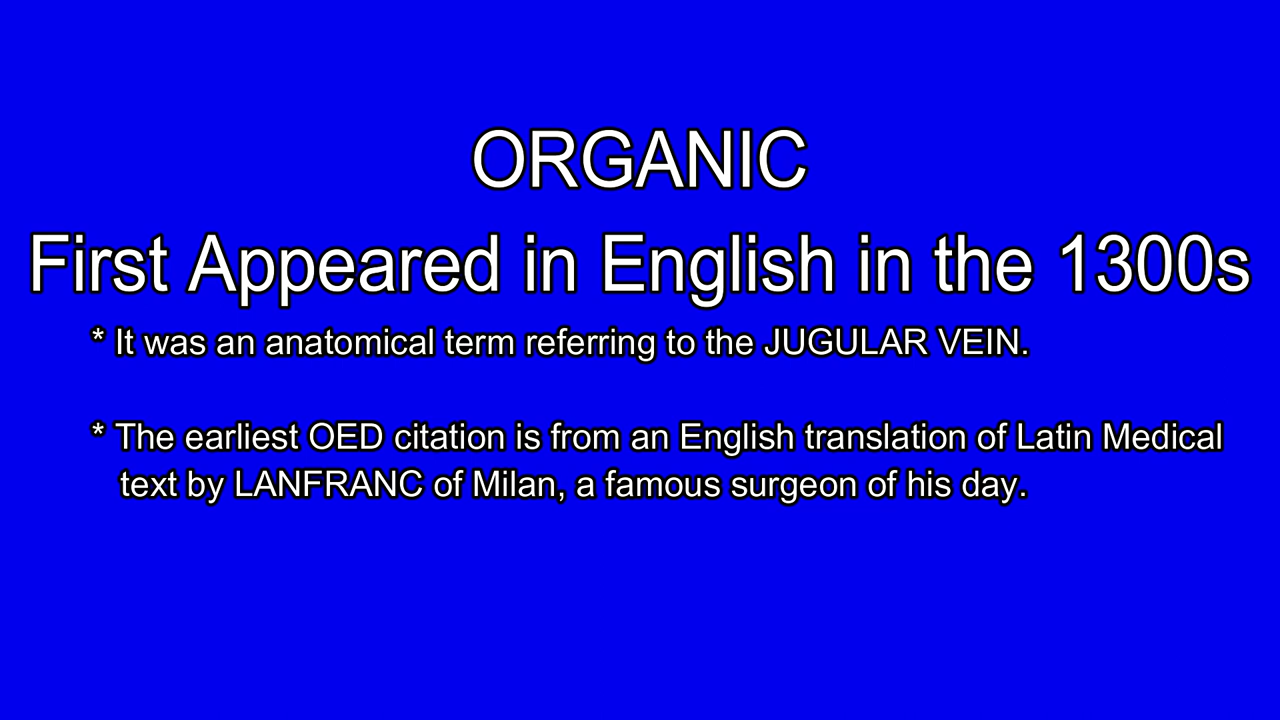 ORGANIC
First Appeared in English in the 1300s
* It was an anatomical term referring to the JUGULAR VEIN.
* The earliest OED citation is from an English translation of Latin Medical
text by LANFRANC of Milan, a famous surgeon of his day.